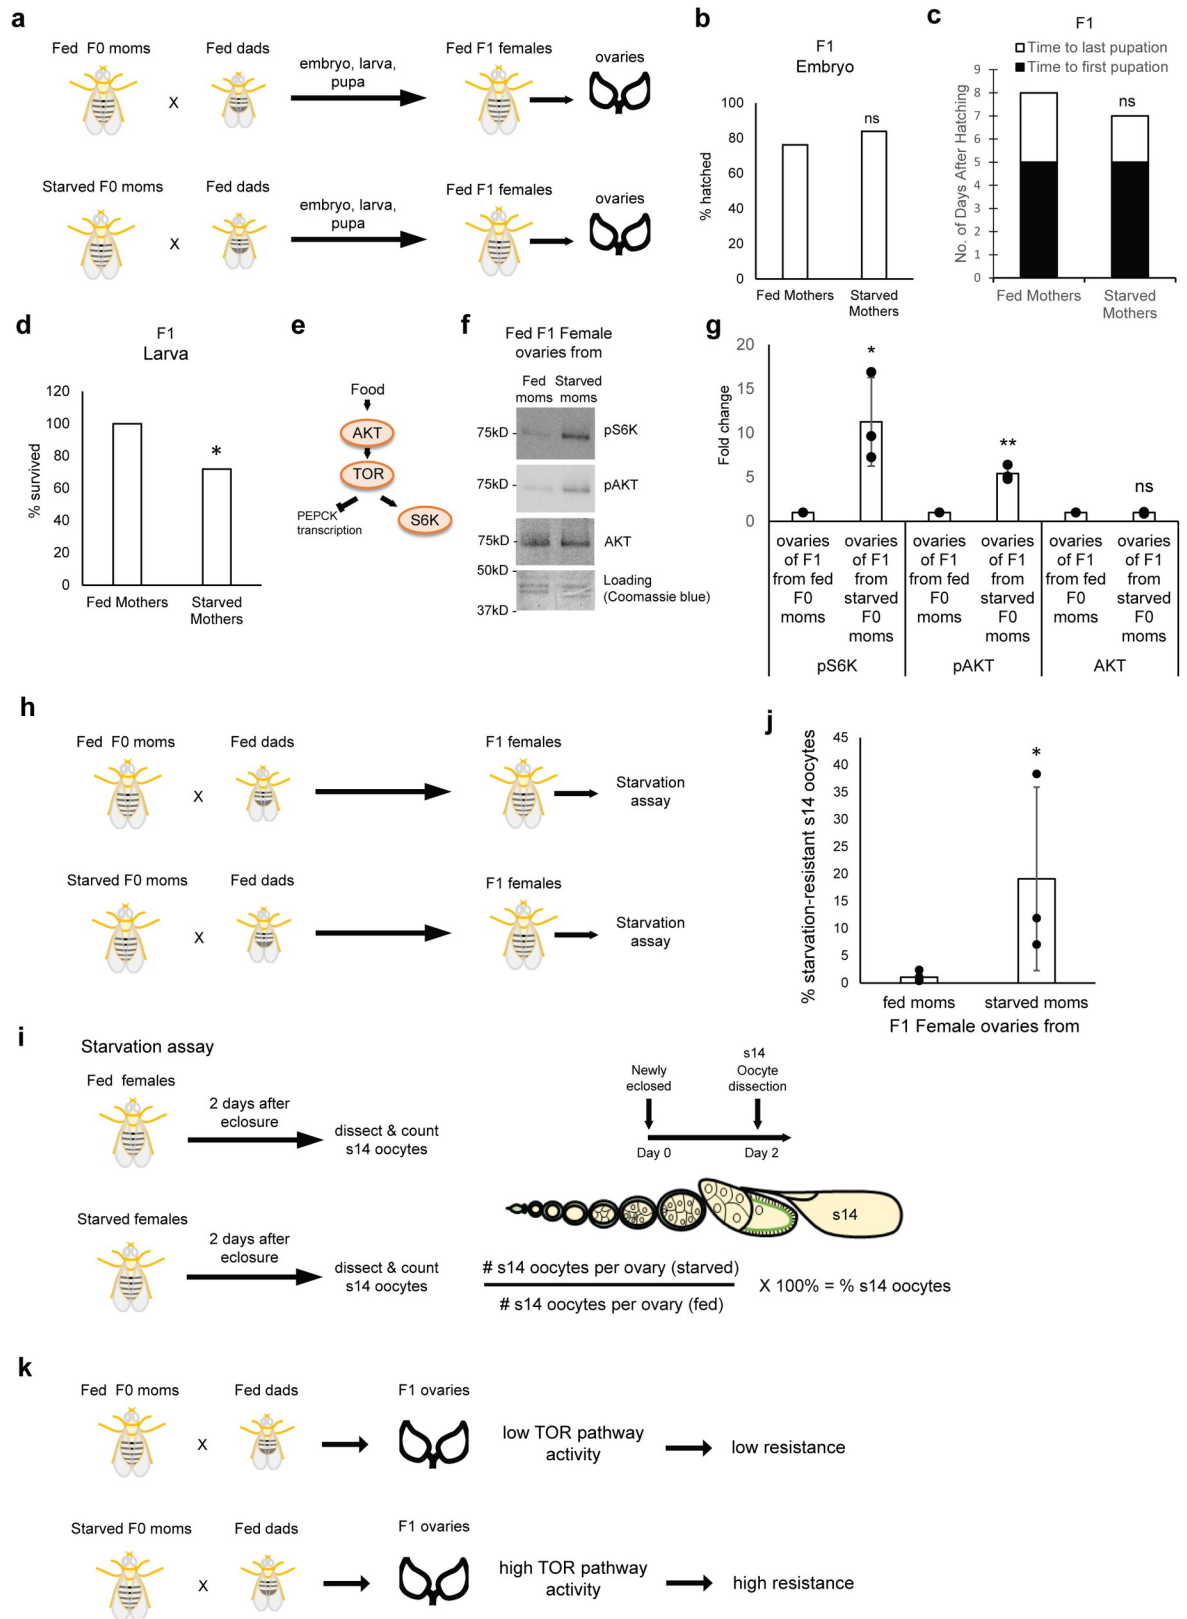 a
Fed F0 moms
Fed dads
X
embryo, larva,
pupa
Fed F1 females
ovaries
Starved F0 moms
Fed dads
X
embryo, larva,
pupa
Fed F1 females
ovaries
b
F1
Embryo
% hatched
100
80
60
40
20
0
ns
Fed Mothers
Starved
Mothers
c
F1
Time to last pupation
Time to first pupation
No. of Days After Hatching
9
8
7
6
5
4
3
2
1
0
ns
Fed Mothers
Starved
Mothers
d
F1
Larva
% survived
120
100
80
60
40
20
0
*
Fed Mothers
Starved
Mothers
e
Food
AKT
TOR
PEPCK
transcription
S6K
f
Fed F1 Female
ovaries from
Fed
moms
Starved
moms
75kD
pS6K
75kD
pAKT
75kD
AKT
50kD
37kD
Loading
(Coomassie blue)
g
Fold change
20
15
10
5
0
*
**
ns
ovaries
of F1
from fed
F0
moms
ovaries
of F1
from
starved
F0
moms
ovaries
of F1
from fed
F0
moms
ovaries
of F1
from
starved
F0
moms
ovaries
of F1
from fed
F0
moms
ovaries
of F1
from
starved
F0
moms
pS6K
pAKT
AKT
h
Fed F0 moms
Fed dads
X
F1 females
Starvation
assay
Starved F0 moms
Fed dads
X
F1 females
Starvation
assay
j
% starvation-resistant s14 oocytes
45
40
35
30
25
20
15
10
5
0
*
fed moms
starved moms
F1 Female ovaries from
i
Starvation assay
Fed females
2 days after
eclosure
dissect & count
s14 oocytes
Starved females
2 days after
eclosure
dissect & count
s14 oocytes
Newly
eclosed
s14
Oocyte
dissection
Day 0
Day 2
s14
# s14 oocytes per ovary (starved)
# s14 oocytes per ovary (fed)
X 100% = % s14 oocytes
k
Fed F0 moms
Fed dads
X
F1 ovaries
low TOR pathway
activity
low resistance
Starved F0 moms
Fed dads
X
F1 ovaries
high TOR pathway
activity
high resistance